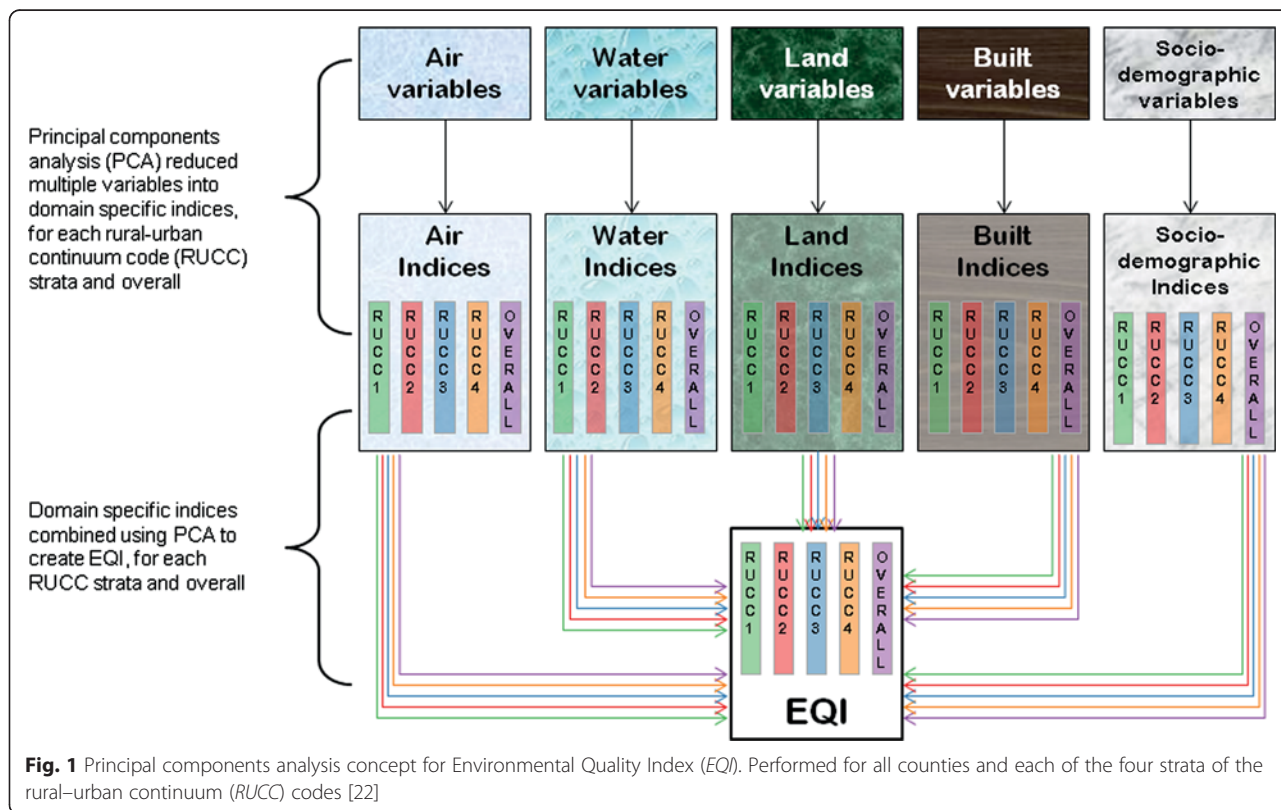 Air
variables
Water
variables
Land
variables
Built
variables
Socio-
demographic
variables
Principal components
analysis (PCA) reduced
multiple variables into
domain specific indices,
for each rural-urban
continuum code (RUCC)
strata and overall
Air
Indices
RUCC1
RUCC2
RUCC3
RUCC4
OVERALL
Water
Indices
RUCC1
RUCC2
RUCC3
RUCC4
OVERALL
Land
Indices
RUCC1
RUCC2
RUCC3
RUCC4
OVERALL
Built
Indices
RUCC1
RUCC2
RUCC3
RUCC4
OVERALL
Socio-
demographic
Indices
RUCC1
RUCC2
RUCC3
RUCC4
OVERALL
Domain specific indices
combined using PCA to
create EQI, for each
RUCC strata and overall
RUCC1
RUCC2
RUCC3
RUCC4
OVERALL
EQI
Fig. 1 Principal components analysis concept for Environmental Quality Index (EQI). Performed for all counties and each of the four strata of the
rural–urban continuum (RUCC) codes [22]